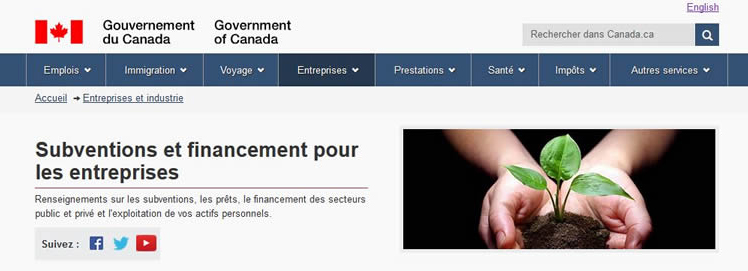 English
Gouvernement
du Canada
Government
of Canada
Rechercher dans Canada.ca
Emplois Immigration Voyage Entreprises Prestations Santé Impôts Autres services
Accueil → Entreprises et industrie
Subventions et financement pour
les entreprises
Renseignements sur les subventions, les prêts, le financement des secteurs
public et privé et l'exploitation de vos actifs personnels.
Suivez :